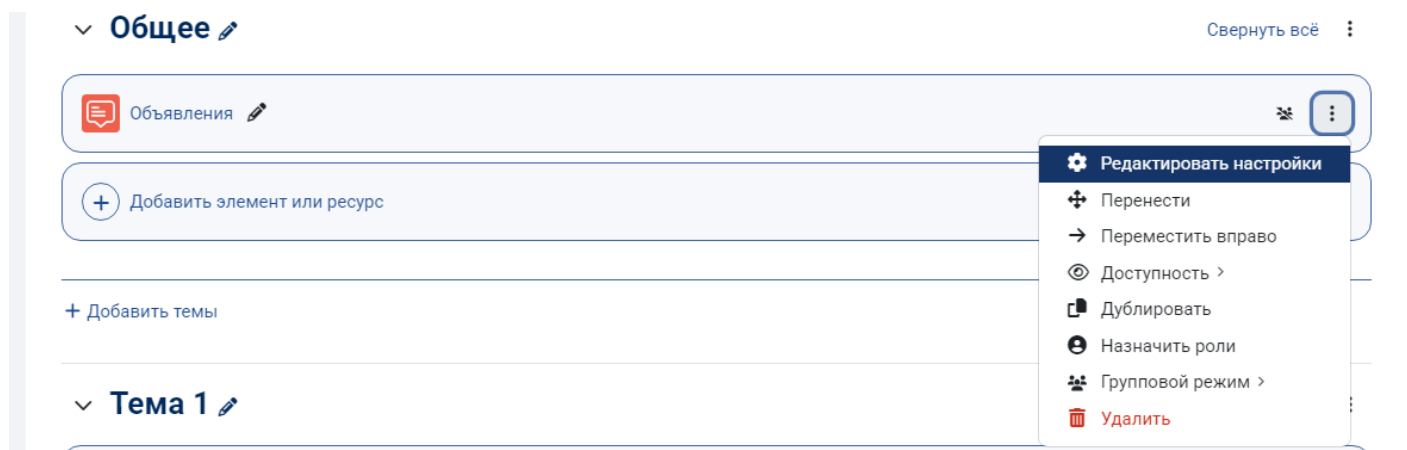 Общее
Свернуть всё
Объявления
Редактировать настройки
Добавить элемент или ресурс
Перенести
Переместить вправо
Доступность >
+ Добавить темы
Дублировать
Назначить роли
Групповой режим >
Тема 1
Удалить